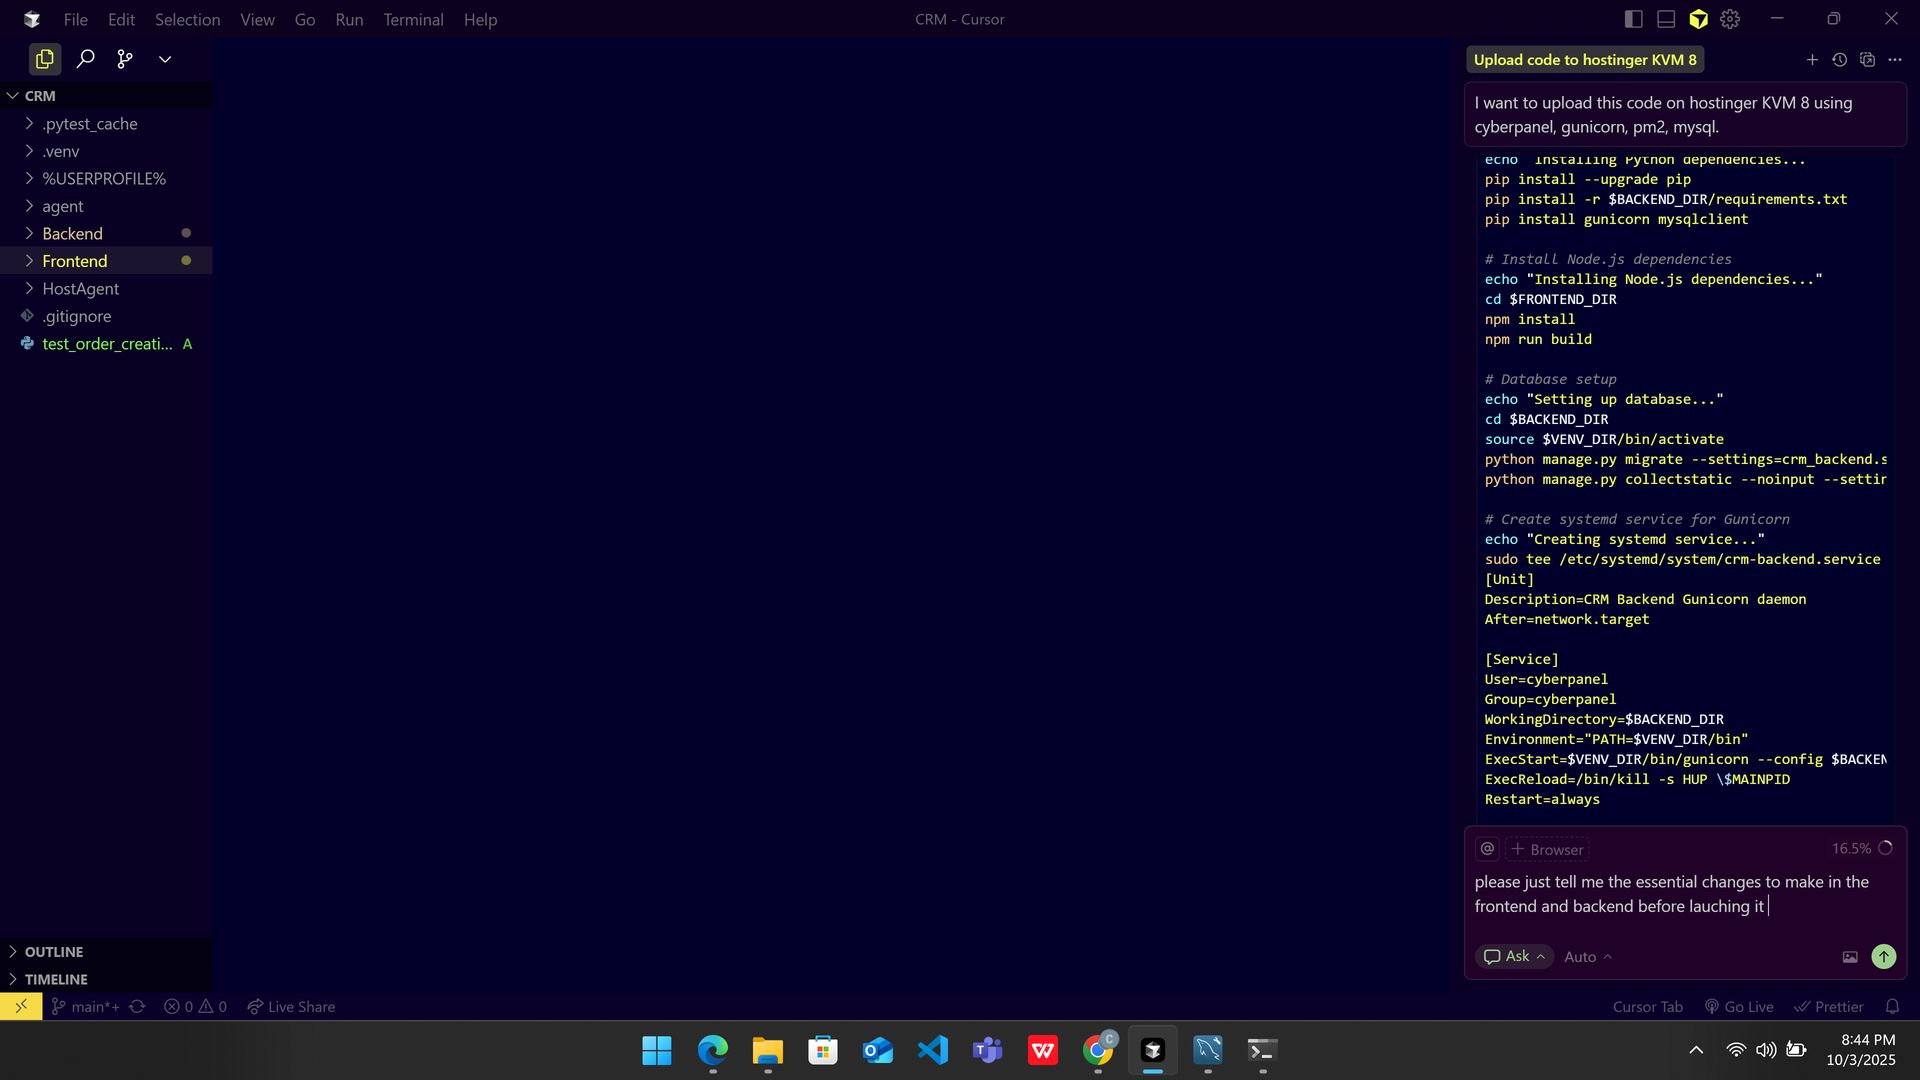 File Edit Selection View Go Run Terminal Help
CRM - Cursor
CRM
.pytest_cache
.venv
%USERPROFILE%
agent
Backend
Frontend
HostAgent
.gitignore
test_order_creati... A
OUTLINE
TIMELINE
Upload code to hostinger KVM 8
I want to upload this code on hostinger KVM 8 using
cyberpanel, gunicorn, pm2, mysql.
echo "Installing Python dependencies...
pip install --upgrade pip
pip install -r $BACKEND_DIR/requirements.txt
pip install gunicorn mysqlclient
# Install Node.js dependencies
echo "Installing Node.js dependencies..."
cd $FRONTEND_DIR
npm install
npm run build
# Database setup
echo "Setting up database..."
cd $BACKEND_DIR
source $VENV_DIR/bin/activate
python manage.py migrate --settings=crm_backend.s
python manage.py collectstatic --noinput --settin
# Create systemd service for Gunicorn
echo "Creating systemd service..."
sudo tee /etc/systemd/system/crm-backend.service
[Unit]
Description=CRM Backend Gunicorn daemon
After=network.target
[Service]
User=cyberpanel
Group=cyberpanel
WorkingDirectory=$BACKEND_DIR
Environment="PATH=$VENV_DIR/bin"
ExecStart=$VENV_DIR/bin/gunicorn --config $BACKEN
ExecReload=/bin/kill -s HUP \$MAINPID
Restart=always
@ + Browser 16.5%
please just tell me the essential changes to make in the
frontend and backend before lauching it
Ask Auto
main*+ 0 0 Live Share
Cursor Tab Go Live Prettier
8:44 PM
10/3/2025